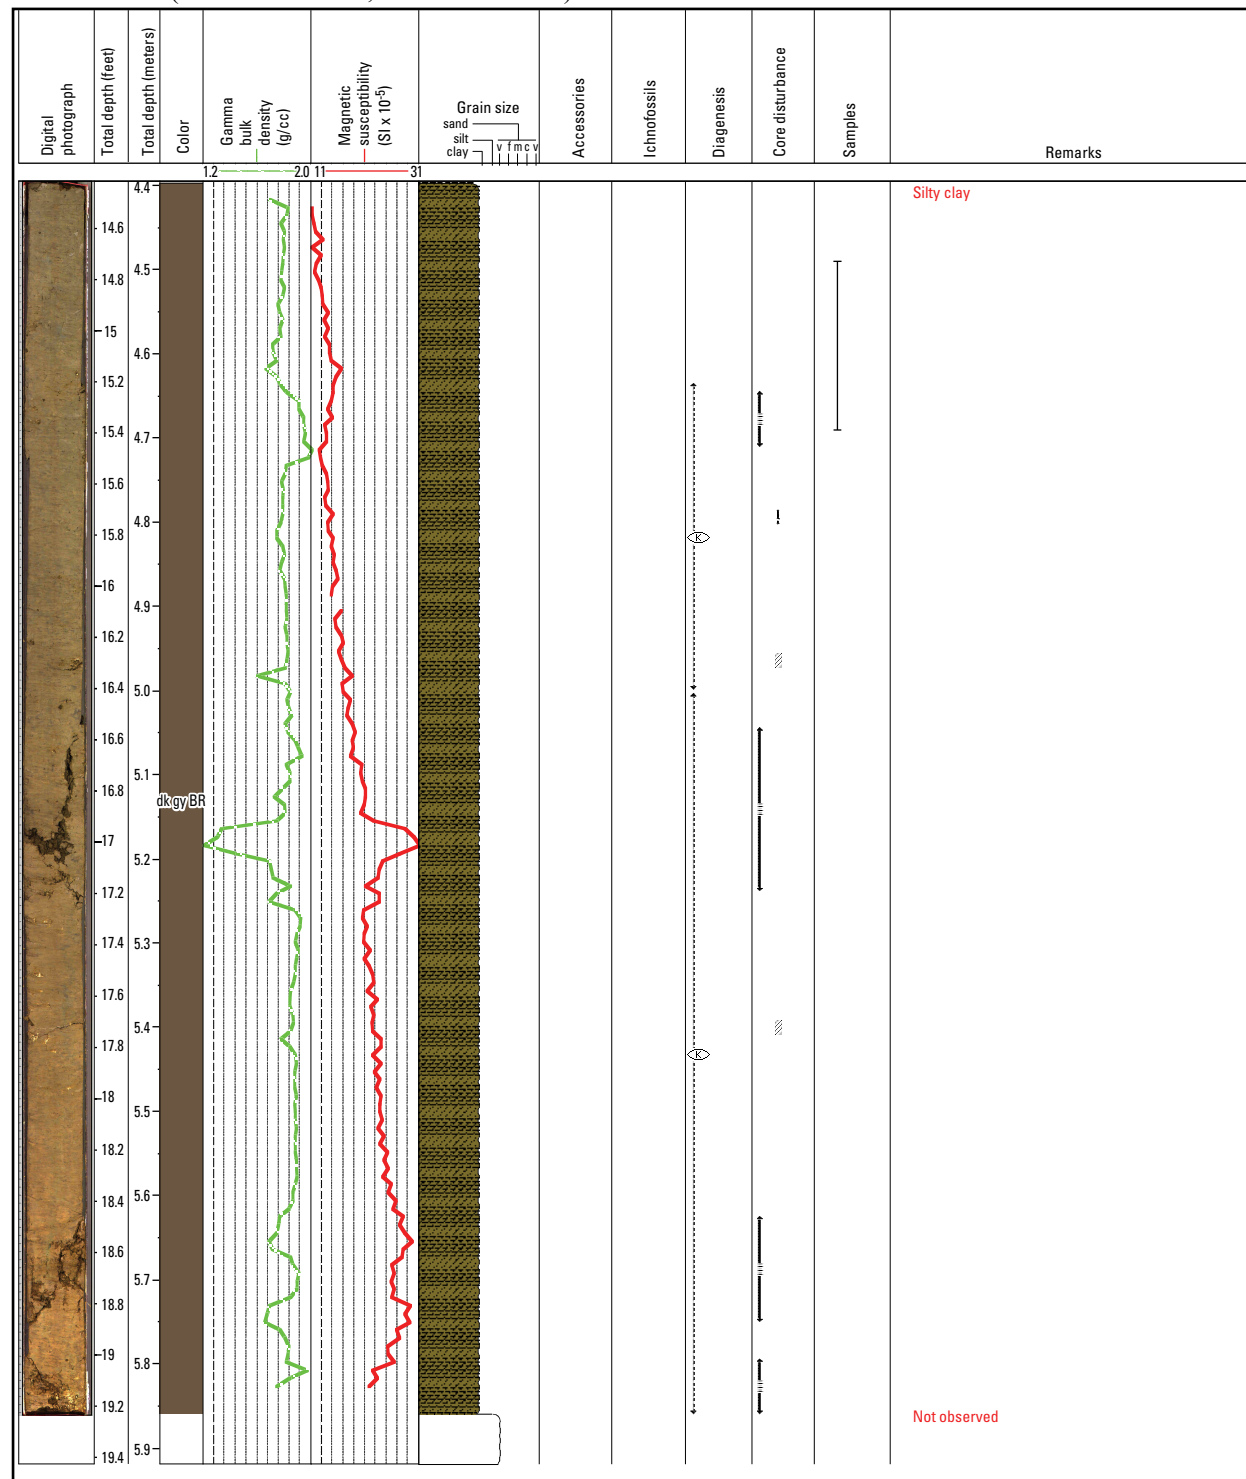 Digital photograph
Total depth (feet)
Total depth (meters)
Color
Gamma bulk density (g/cc)
Magnetic susceptibility (SI x 10-5)
Grain size
sand
silt
clay
v f m c v
Accessories
Ichnofossils
Diagenesis
Core disturbance
Samples
Remarks
1.2
2.0
11
31
4.4
Silty clay
14.6
4.5
14.8
15
4.6
15.2
15.4
4.7
15.6
4.8
15.8
K
16
4.9
16.2
16.4
5.0
16.6
5.1
16.8
dk gy BR
17
5.2
17.2
17.4
5.3
17.6
5.4
17.8
K
18
5.5
18.2
5.6
18.4
18.6
5.7
18.8
19
5.8
19.2
Not observed
5.9
19.4